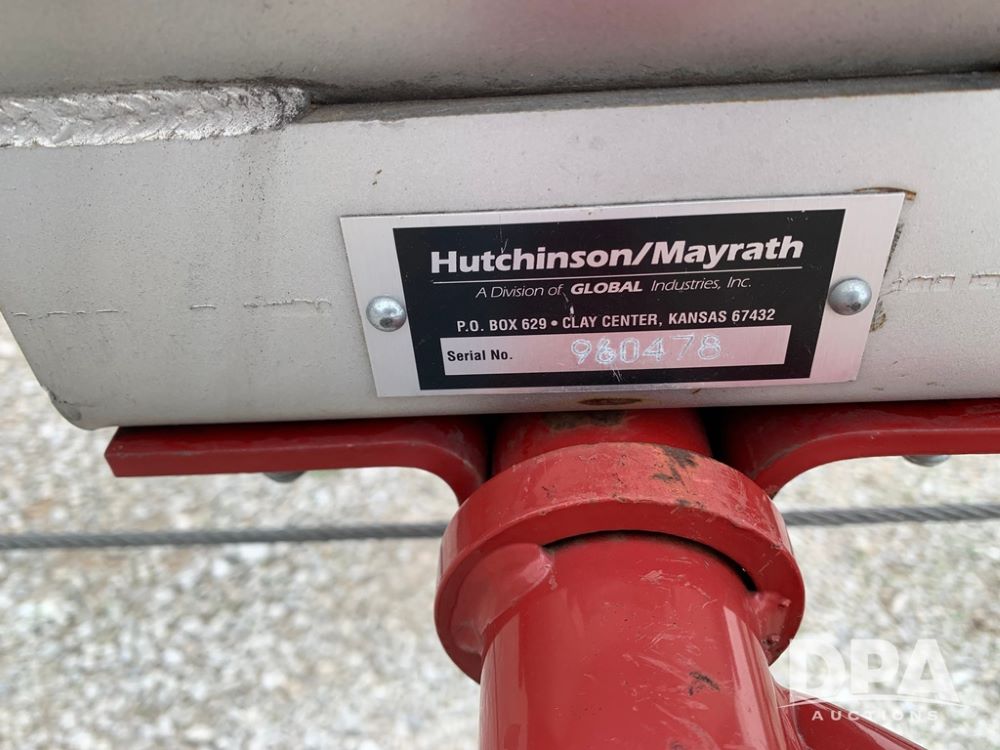 Hutchinson/Mayrath
A Division of GLOBAL Industries, Inc.
P.O. BOX 629 • CLAY CENTER, KANSAS 67432
Serial No. 960478
DPA
AUCTIONS